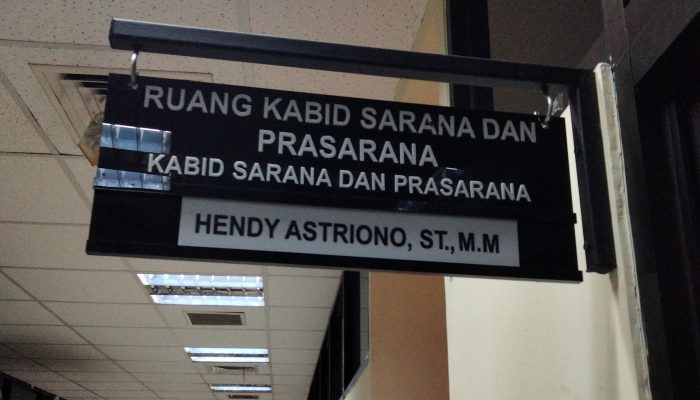 RUANG KABID SARANA DAN
PRASARANA
KABID SARANA DAN PRASARANA
HENDY ASTRIONO, ST., M.M